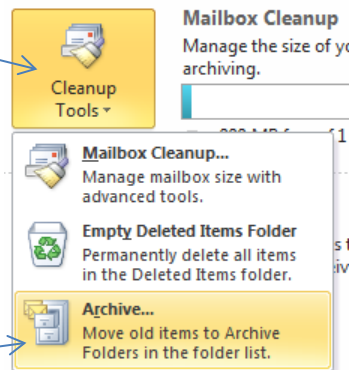 Mailbox Cleanup
Manage the size of yo
archiving.
Cleanup
Tools
Mailbox Cleanup...
Manage mailbox size with
advanced tools.
Empty Deleted Items Folder
Permanently delete all items
in the Deleted Items folder.
Archive...
Move old items to Archive
Folders in the folder list.